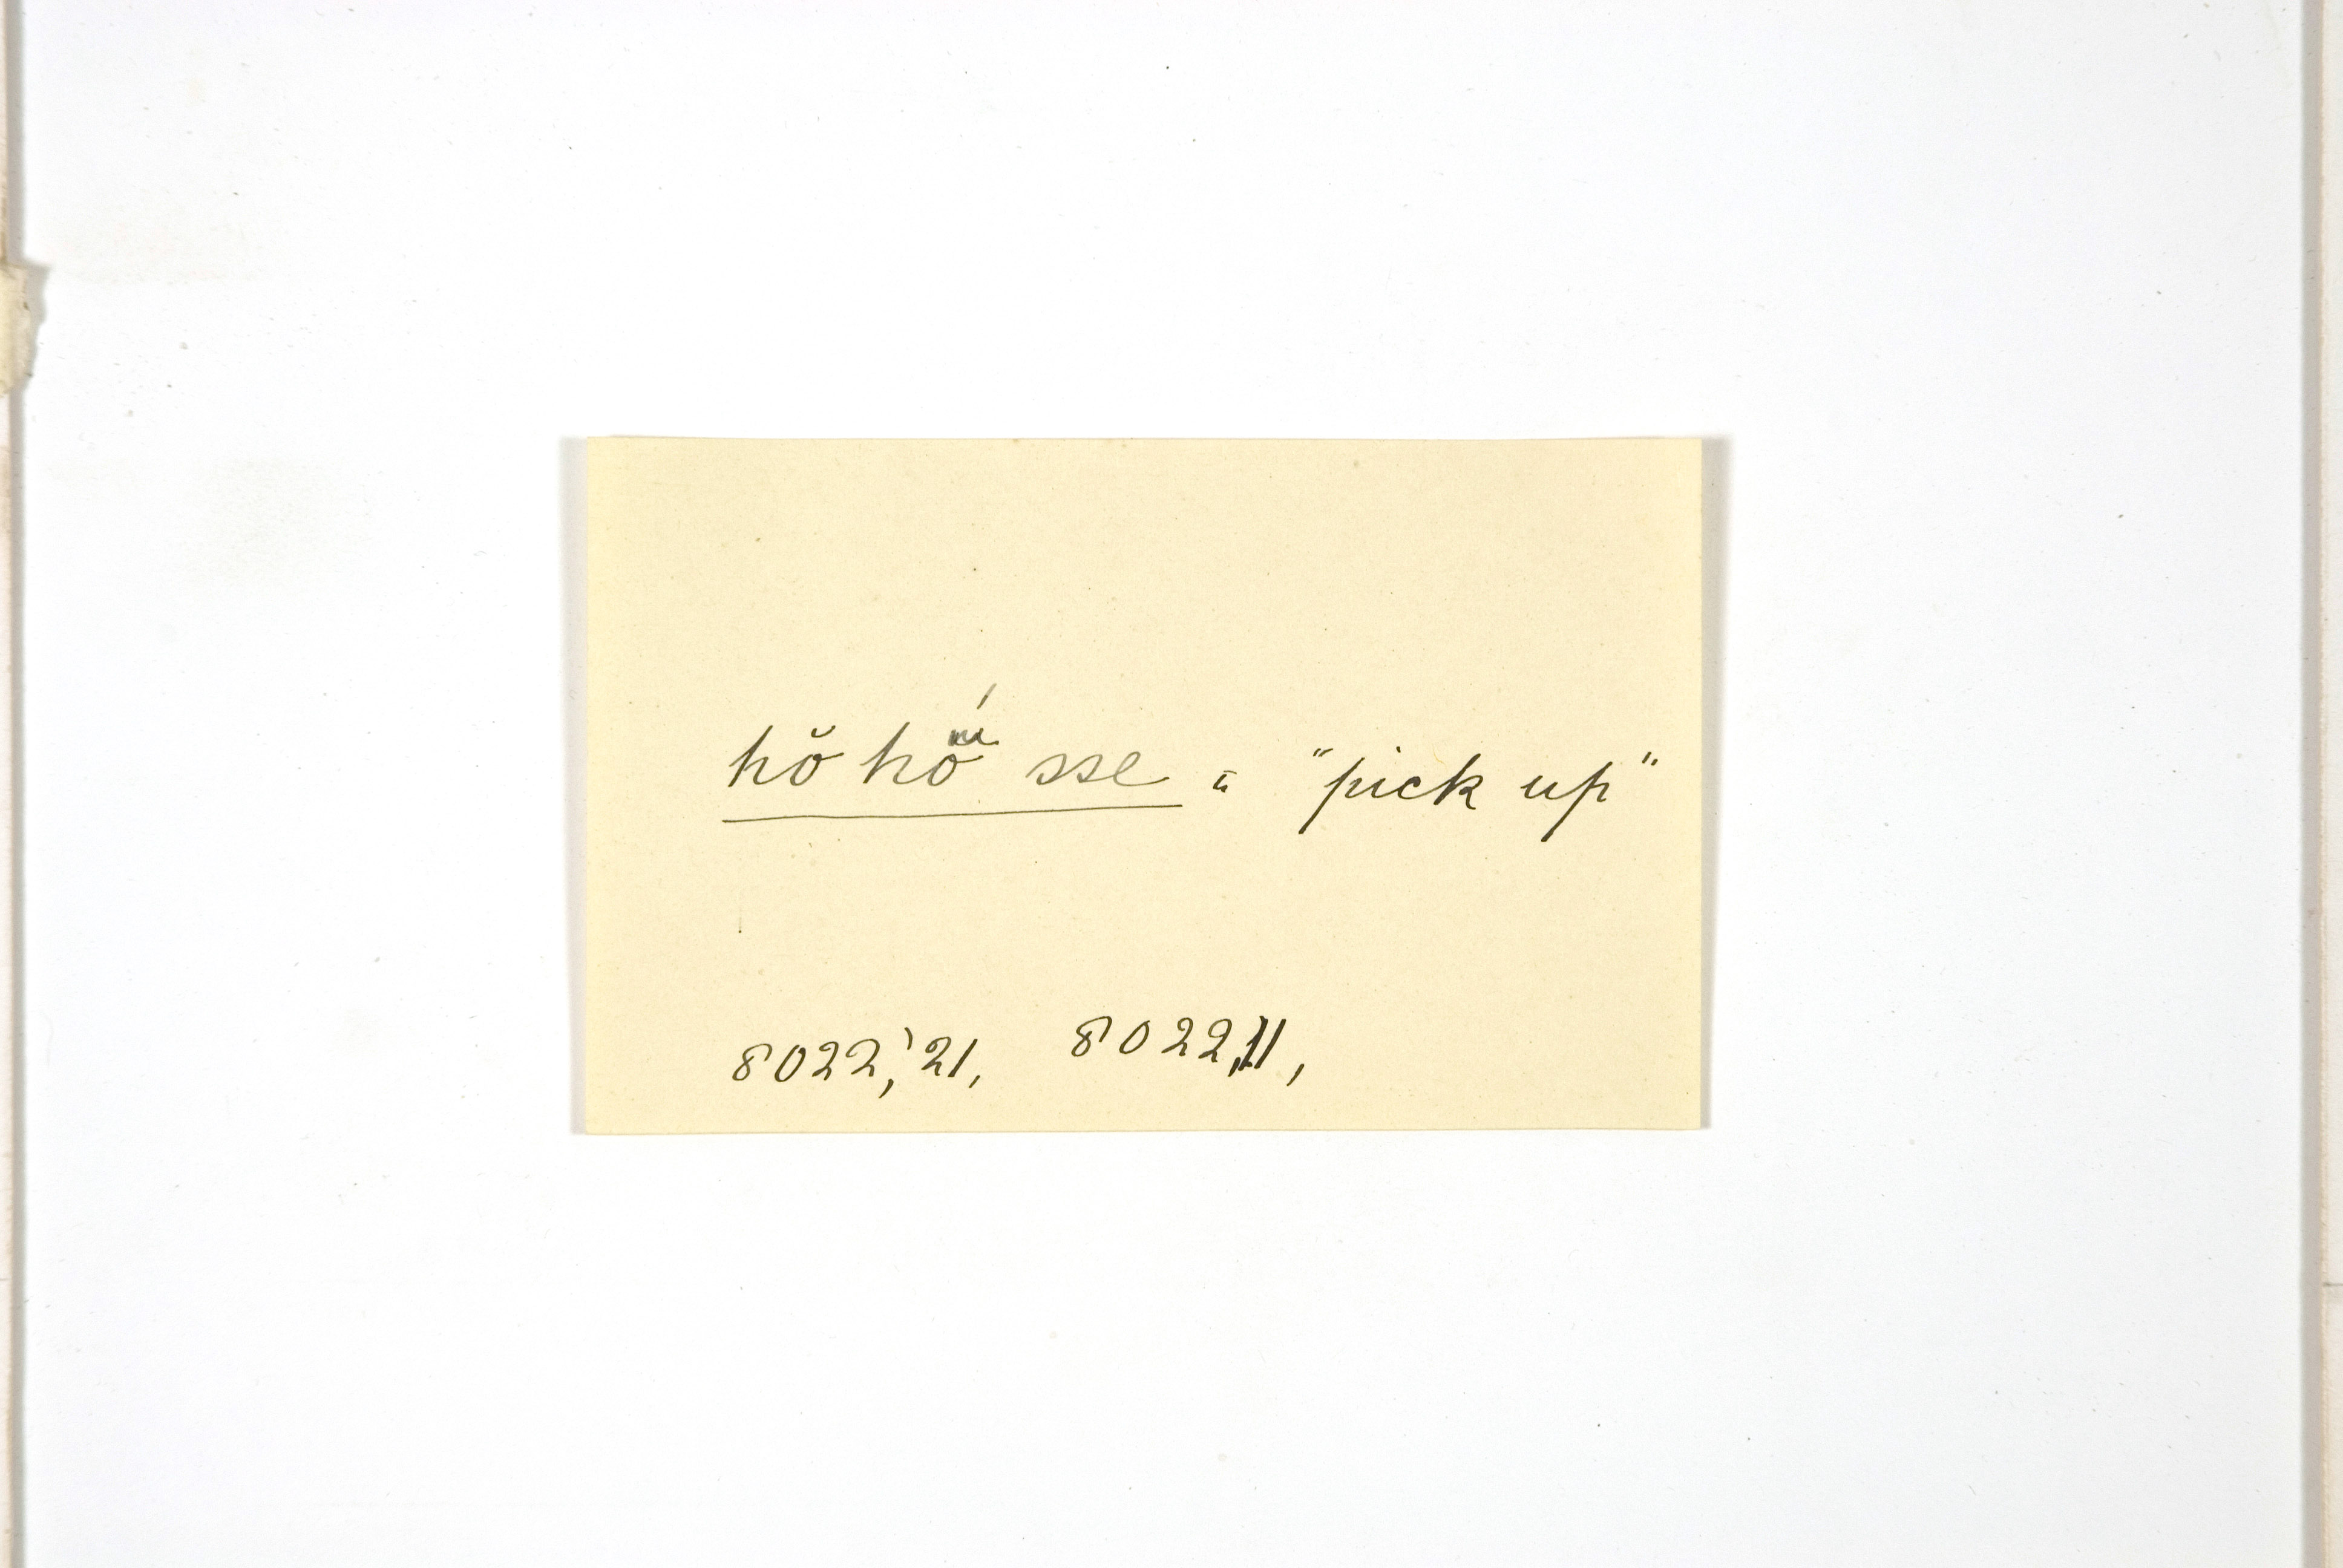 hŏ hŏ́ sse = "pick up"
8022,'21, 8022,11,